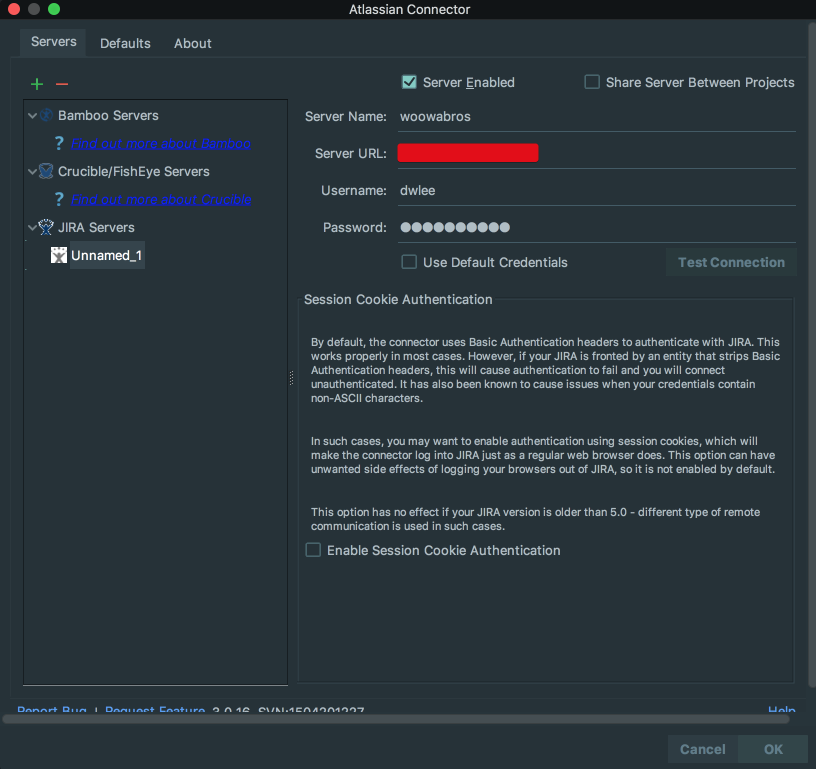 Atlassian Connector
Servers Defaults About
+ −
Server Enabled Share Server Between Projects
Bamboo Servers
? Find out more about Bamboo
Crucible/FishEye Servers
? Find out more about Crucible
JIRA Servers
Unnamed_1
Server Name: woowabros
Server URL:
Username: dwlee
Password: ●●●●●●●●●●
Use Default Credentials Test Connection
Session Cookie Authentication
By default, the connector uses Basic Authentication headers to authenticate with JIRA. This
works properly in most cases. However, if your JIRA is fronted by an entity that strips Basic
Authentication headers, this will cause authentication to fail and you will connect
unauthenticated. It has also been known to cause issues when your credentials contain
non-ASCII characters.
In such cases, you may want to enable authentication using session cookies, which will
make the connector log into JIRA just as a regular web browser does. This option can have
unwanted side effects of logging your browsers out of JIRA, so it is not enabled by default.
This option has no effect if your JIRA version is older than 5.0 - different type of remote
communication is used in such cases.
Enable Session Cookie Authentication
Report Bug | Request Feature 3.0.16, SVN:1594201227 Help
Cancel OK